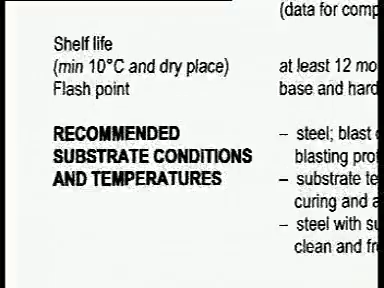 (data for comp
Shelf life
(min 10°C and dry place) at least 12 mo
Flash point base and hard
RECOMMENDED – steel; blast
SUBSTRATE CONDITIONS blasting pro
AND TEMPERATURES – substrate te
curing and a
– steel with su
clean and fr